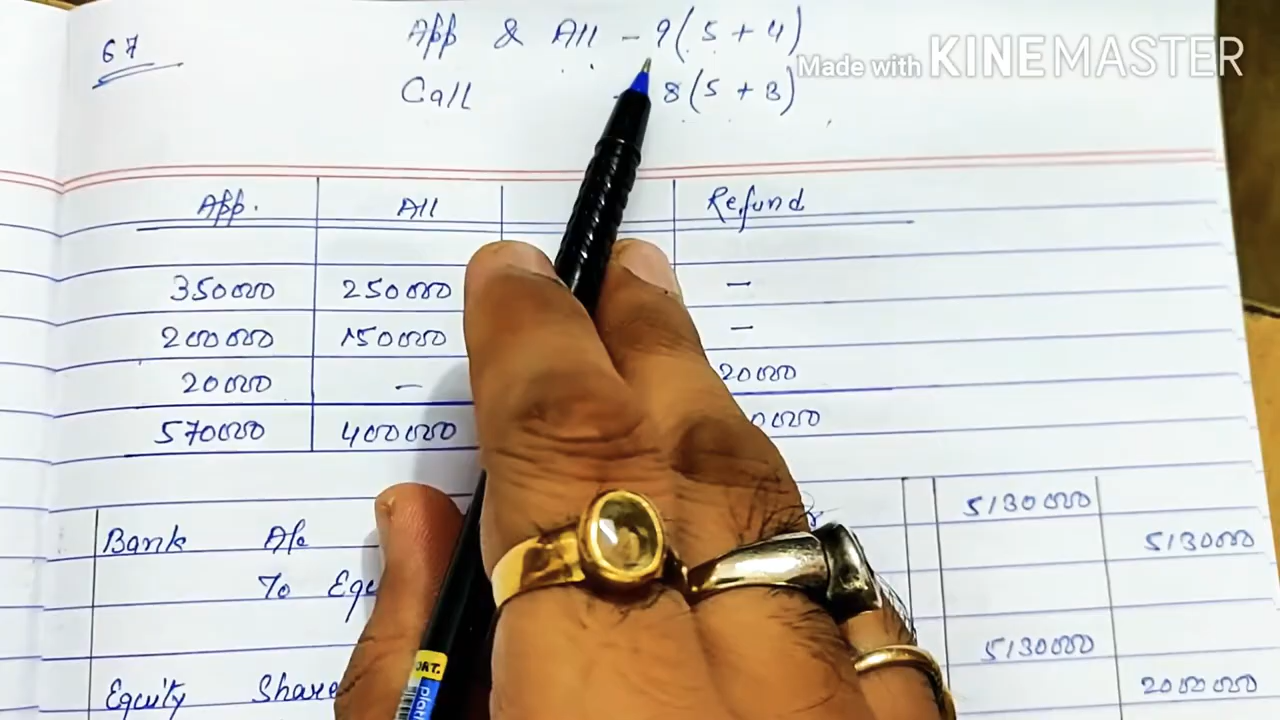 67
App & All - 9(5+4)
Made with KINEMASTER
Call - 8(5+3)
App. All Refund
350000 250000 -
200000 150000 -
20000 - 20000
570000 400000
5130000
Bank A/c 5130000
To
5130000
Equity Share 2000000